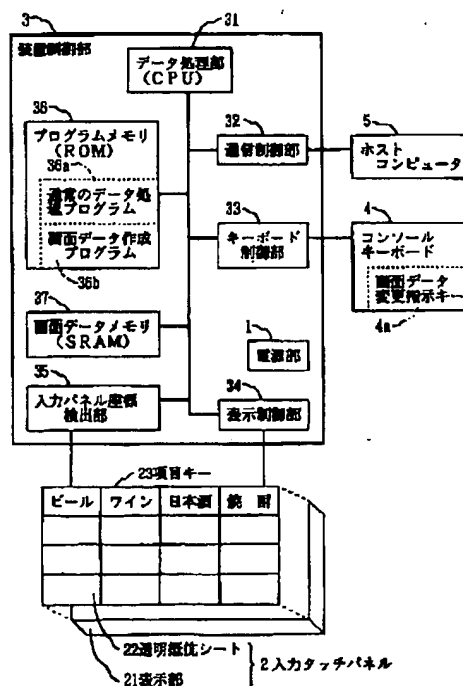 3
装置制御部
31
データ処理部
(CPU)
36
プログラムメモリ
(ROM)
36a
通常のデータ処
理プログラム
画面データ作成
プログラム
36b
32
通信制御部
5
ホスト
コンピュータ
33
キーボード
制御部
4
コンソール
キーボード
画面データ
変更指示キー
4a
37
画面データメモリ
(SRAM)
1
電源部
35
入力パネル座標
検出部
34
表示制御部
23項目キー
ビール ワイン 日本酒 焼 酎
22透明抵抗シート
21表示部
2入力タッチパネル